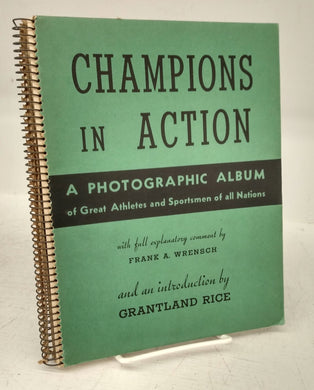 CHAMPIONS
IN ACTION
A PHOTOGRAPHIC ALBUM
of Great Athletes and Sportsmen of all Nations
with full explanatory comment by
FRANK A. WRENSCH
and an introduction by
GRANTLAND RICE